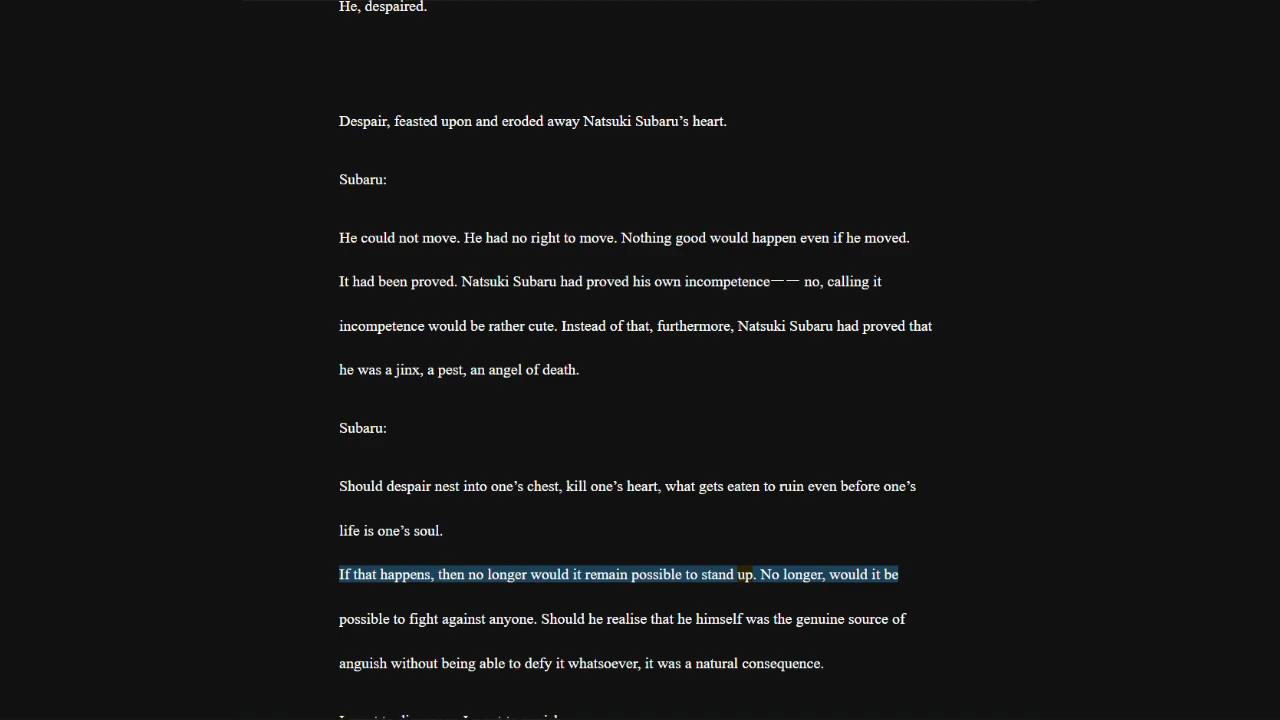 He, despaired.
Despair, feasted upon and eroded away Natsuki Subaru’s heart.
Subaru:
He could not move. He had no right to move. Nothing good would happen even if he moved.
It had been proved. Natsuki Subaru had proved his own incompetence—— no, calling it
incompetence would be rather cute. Instead of that, furthermore, Natsuki Subaru had proved that
he was a jinx, a pest, an angel of death.
Subaru:
Should despair nest into one’s chest, kill one’s heart, what gets eaten to ruin even before one’s
life is one’s soul.
If that happens, then no longer would it remain possible to stand up. No longer, would it be
possible to fight against anyone. Should he realise that he himself was the genuine source of
anguish without being able to defy it whatsoever, it was a natural consequence.